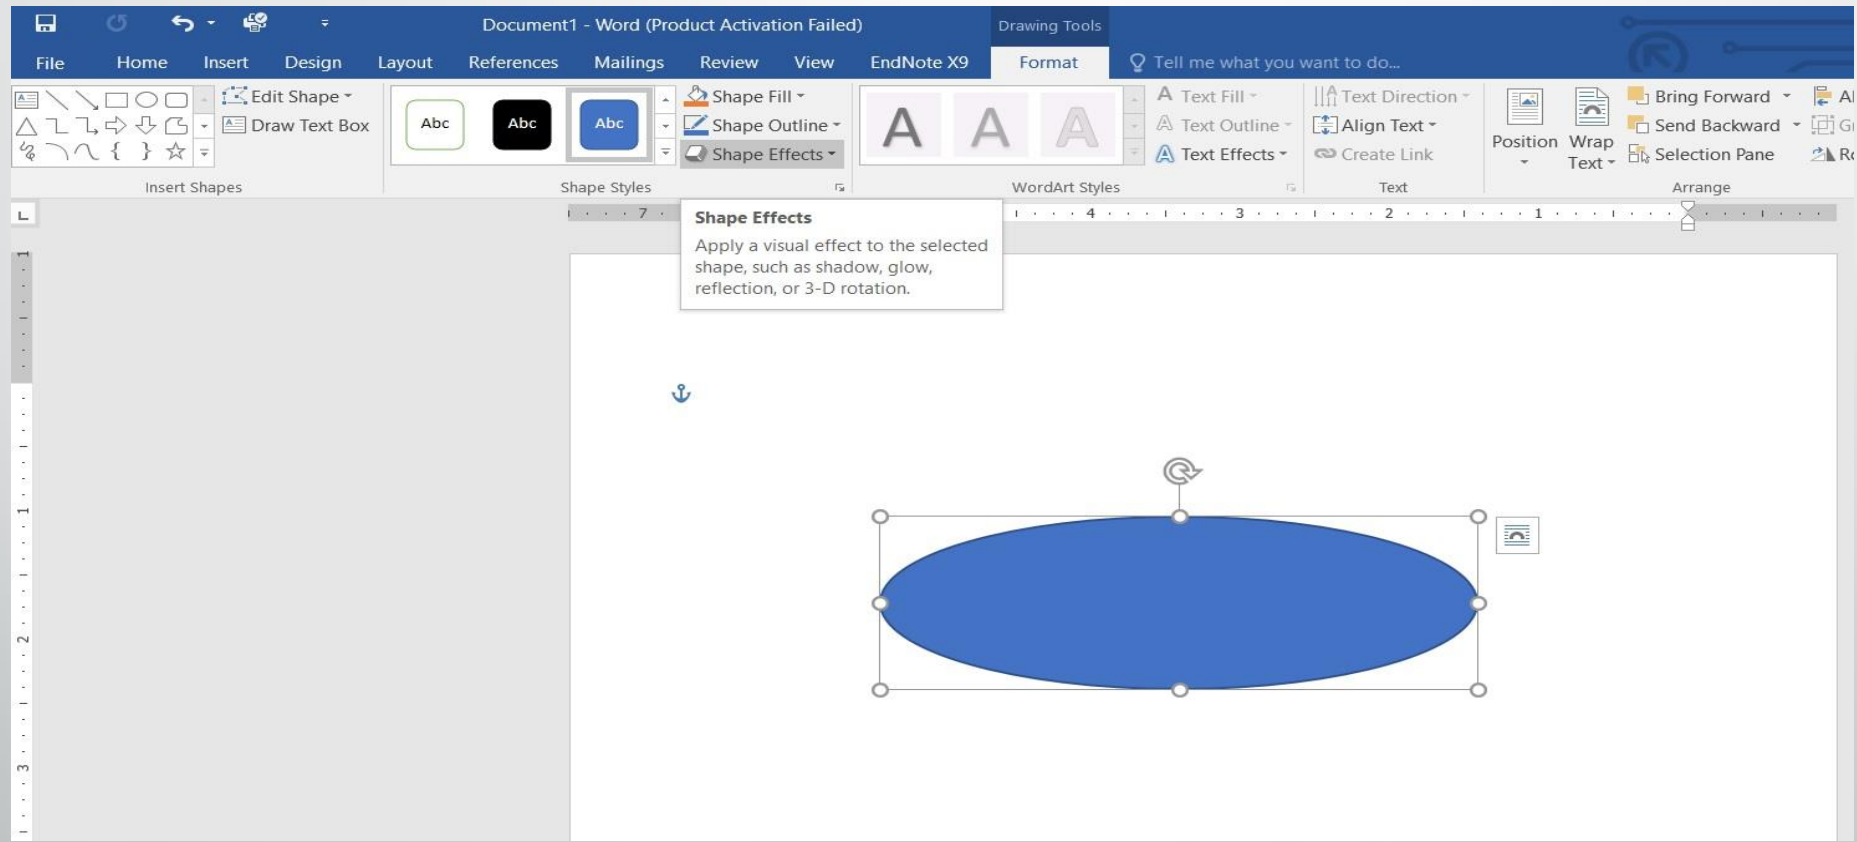 Document1 - Word (Product Activation Failed)
Drawing Tools
File Home Insert Design Layout References Mailings Review View EndNote X9 Format Tell me what you want to do...
Edit Shape
Draw Text Box
Insert Shapes
Abc Abc Abc
Shape Fill
Shape Outline
Shape Effects
Shape Styles
A A A
WordArt Styles
A Text Fill
A Text Outline
A Text Effects
Text Direction
Align Text
Create Link
Text
Position
Wrap
Text
Bring Forward
Send Backward
Selection Pane
Arrange
7 4 3 2 1
Shape Effects
Apply a visual effect to the selected
shape, such as shadow, glow,
reflection, or 3-D rotation.
1
1
2
3